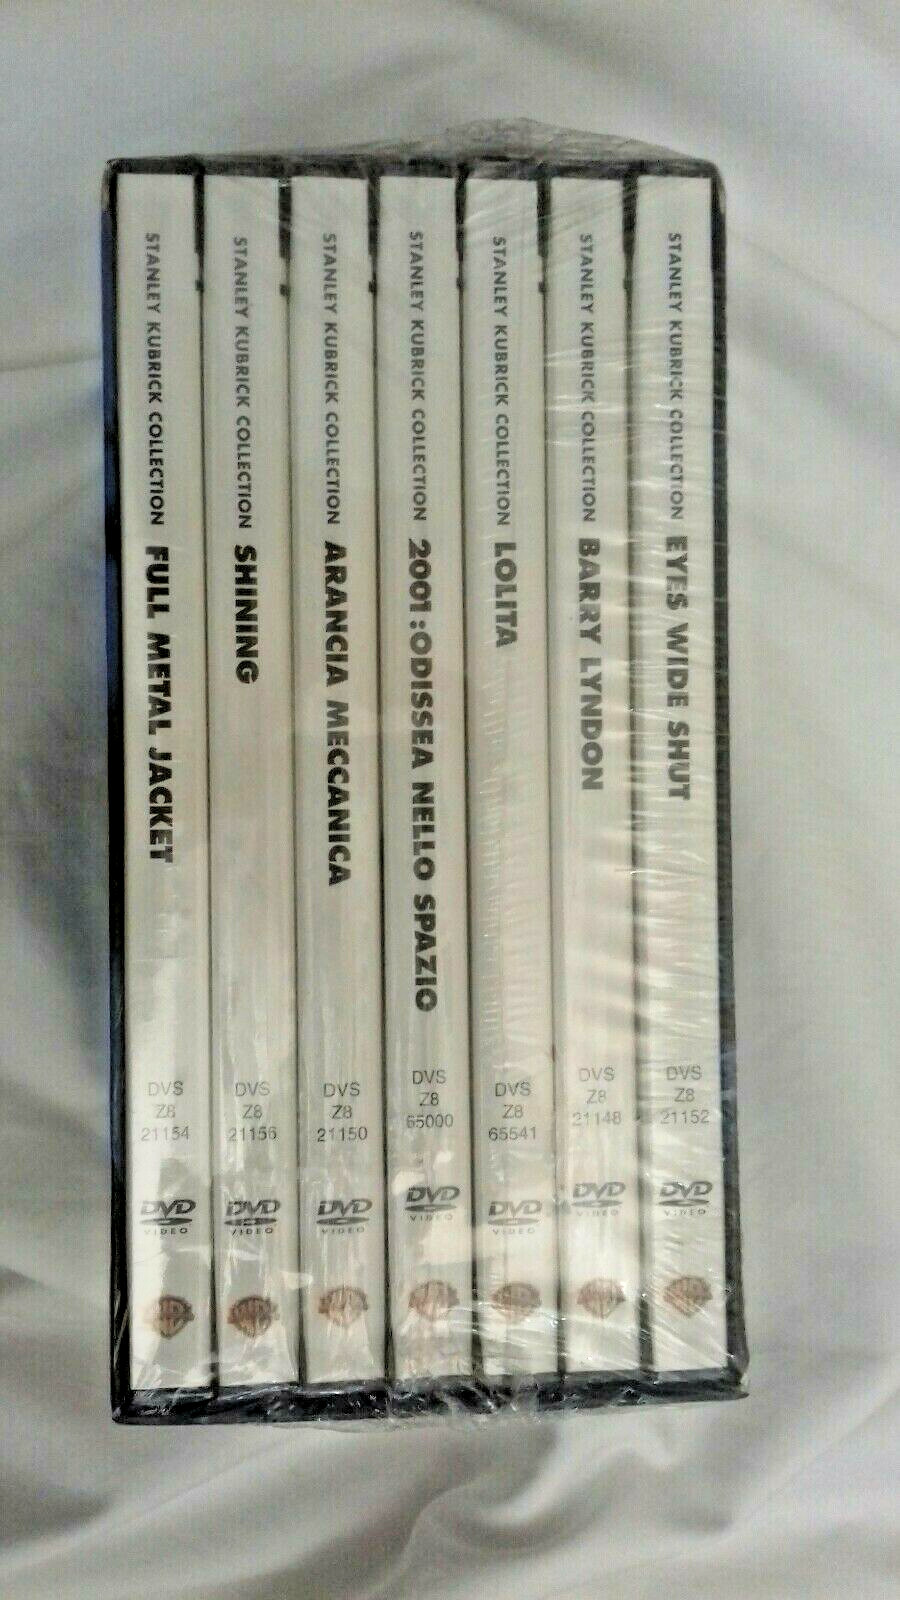 STANLEY KUBRICK COLLECTION FULL METAL JACKET
DVS
Z8
21154
DVD
VIDEO
STANLEY KUBRICK COLLECTION SHINING
DVS
Z8
21156
DVD
VIDEO
STANLEY KUBRICK COLLECTION ARANCIA MECCANICA
DVS
Z8
21150
DVD
VIDEO
STANLEY KUBRICK COLLECTION 2001:ODISSEA NELLO SPAZIO
DVS
Z8
65000
DVD
VIDEO
STANLEY KUBRICK COLLECTION LOLITA
DVS
Z8
65541
DVD
VIDEO
STANLEY KUBRICK COLLECTION BARRY LYNDON
DVS
Z8
21148
DVD
VIDEO
STANLEY KUBRICK COLLECTION EYES WIDE SHUT
DVS
Z8
21152
DVD
VIDEO